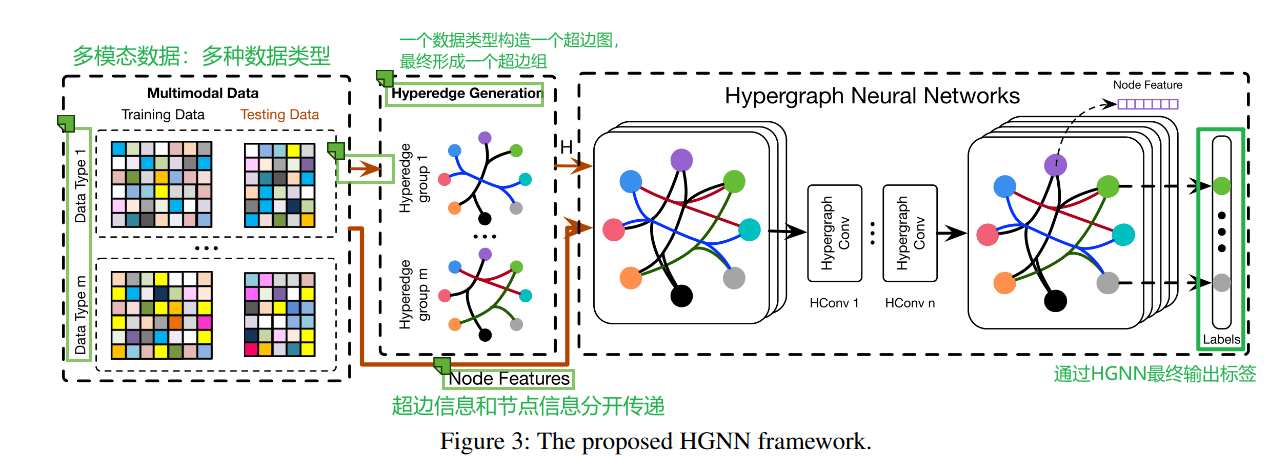 多模态数据：多种数据类型
一个数据类型构造一个超边图，
最终形成一个超边组
Multimodal Data
Training Data
Testing Data
Data Type 1
...
Data Type m
Hyperedge Generation
Hyperedge
group 1
...
Hyperedge
group m
H
Node Features
超边信息和节点信息分开传递
Hypergraph Neural Networks
Hypergraph
Conv
HConv 1
Hypergraph
Conv
HConv n
Node Feature
Labels
通过HGNN最终输出标签
Figure 3: The proposed HGNN framework.